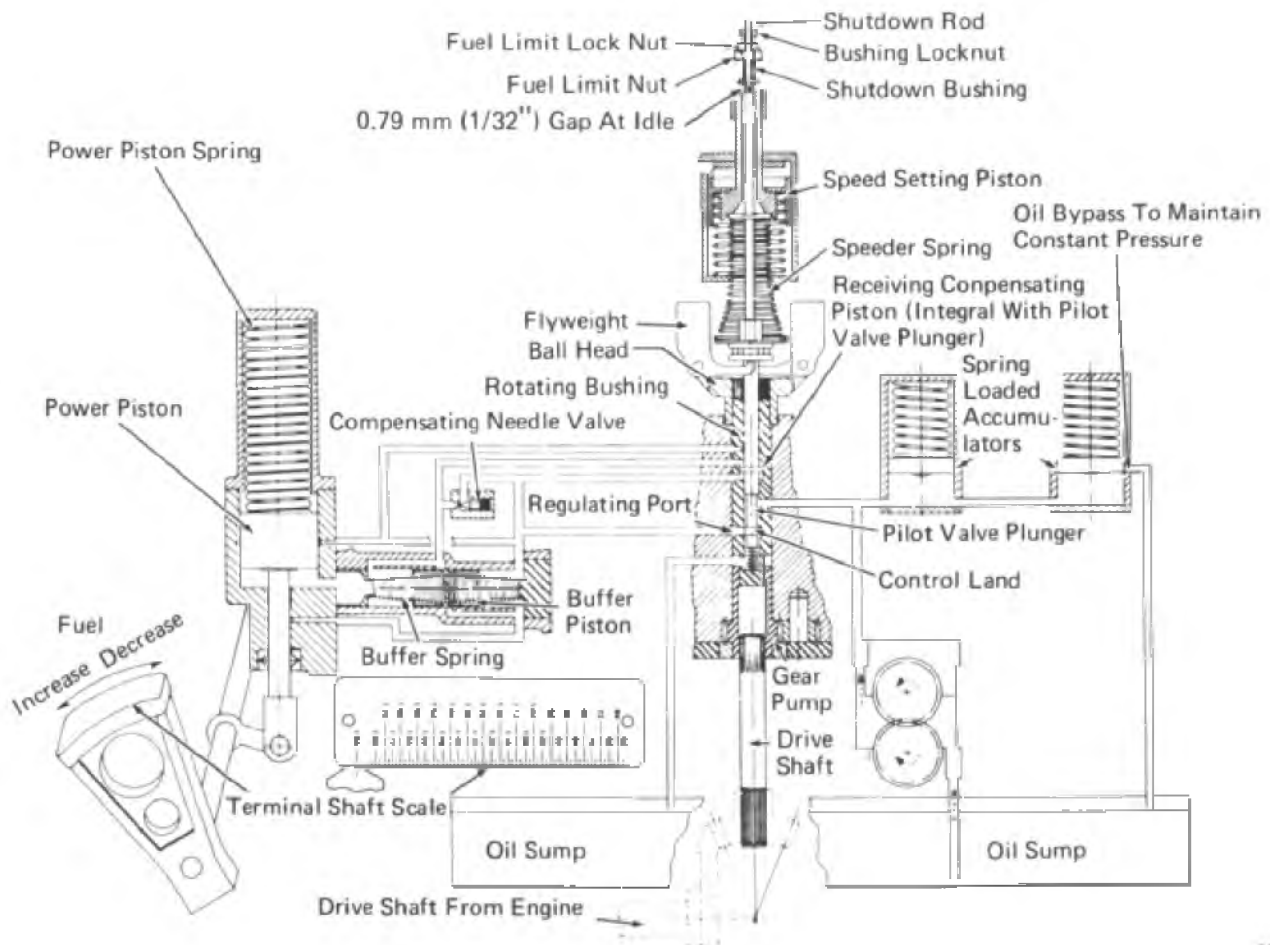 Shutdown Rod
Fuel Limit Lock Nut
Bushing Locknut
Fuel Limit Nut
Shutdown Bushing
0.79 mm (1/32") Gap At Idle
Power Piston Spring
Speed Setting Piston
Oil Bypass To Maintain
Constant Pressure
Speeder Spring
Receiving Conpensating
Piston (Integral With Pilot
Valve Plunger)
Flyweight
Ball Head
Rotating Bushing
Spring
Loaded
Accumu-
lators
Power Piston
Compensating Needle Valve
Regulating Port
Pilot Valve Plunger
Control Land
Buffer
Piston
Fuel
Increase Decrease
Buffer Spring
Gear
Pump
Drive
Shaft
Terminal Shaft Scale
Oil Sump
Oil Sump
Drive Shaft From Engine